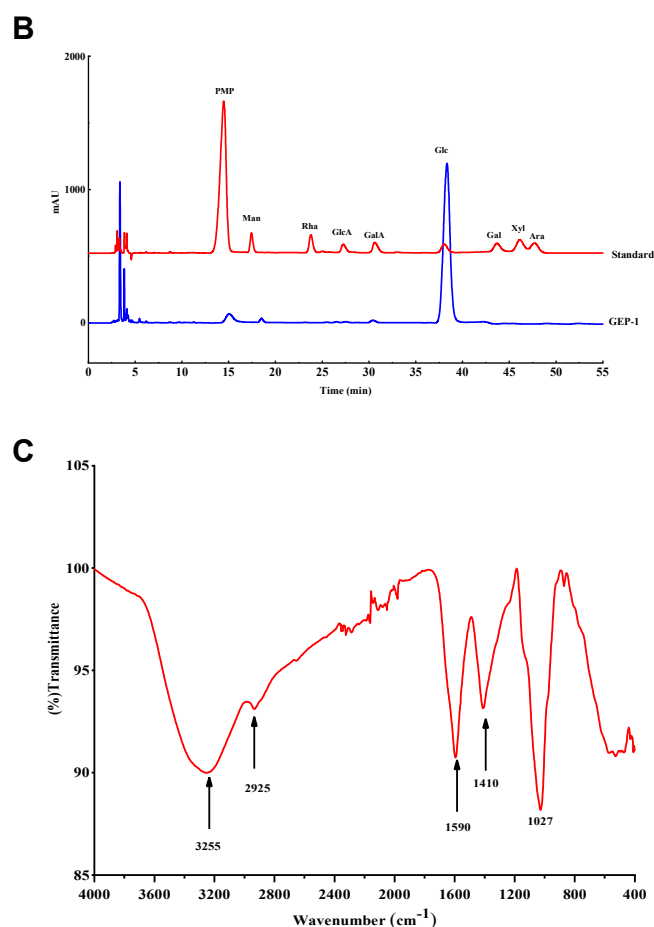 B
2000
1000
0
mAU
PMP
Man
Rha
GlcA
GalA
Glc
Gal
Xyl
Ara
Standard
GEP-1
0 5 10 15 20 25 30 35 40 45 50 55
Time (min)
C
105
100
95
90
85
(%)Transmittance
3255
2925
1590
1410
1027
4000 3600 3200 2800 2400 2000 1600 1200 800 400
Wavenumber (cm-1)